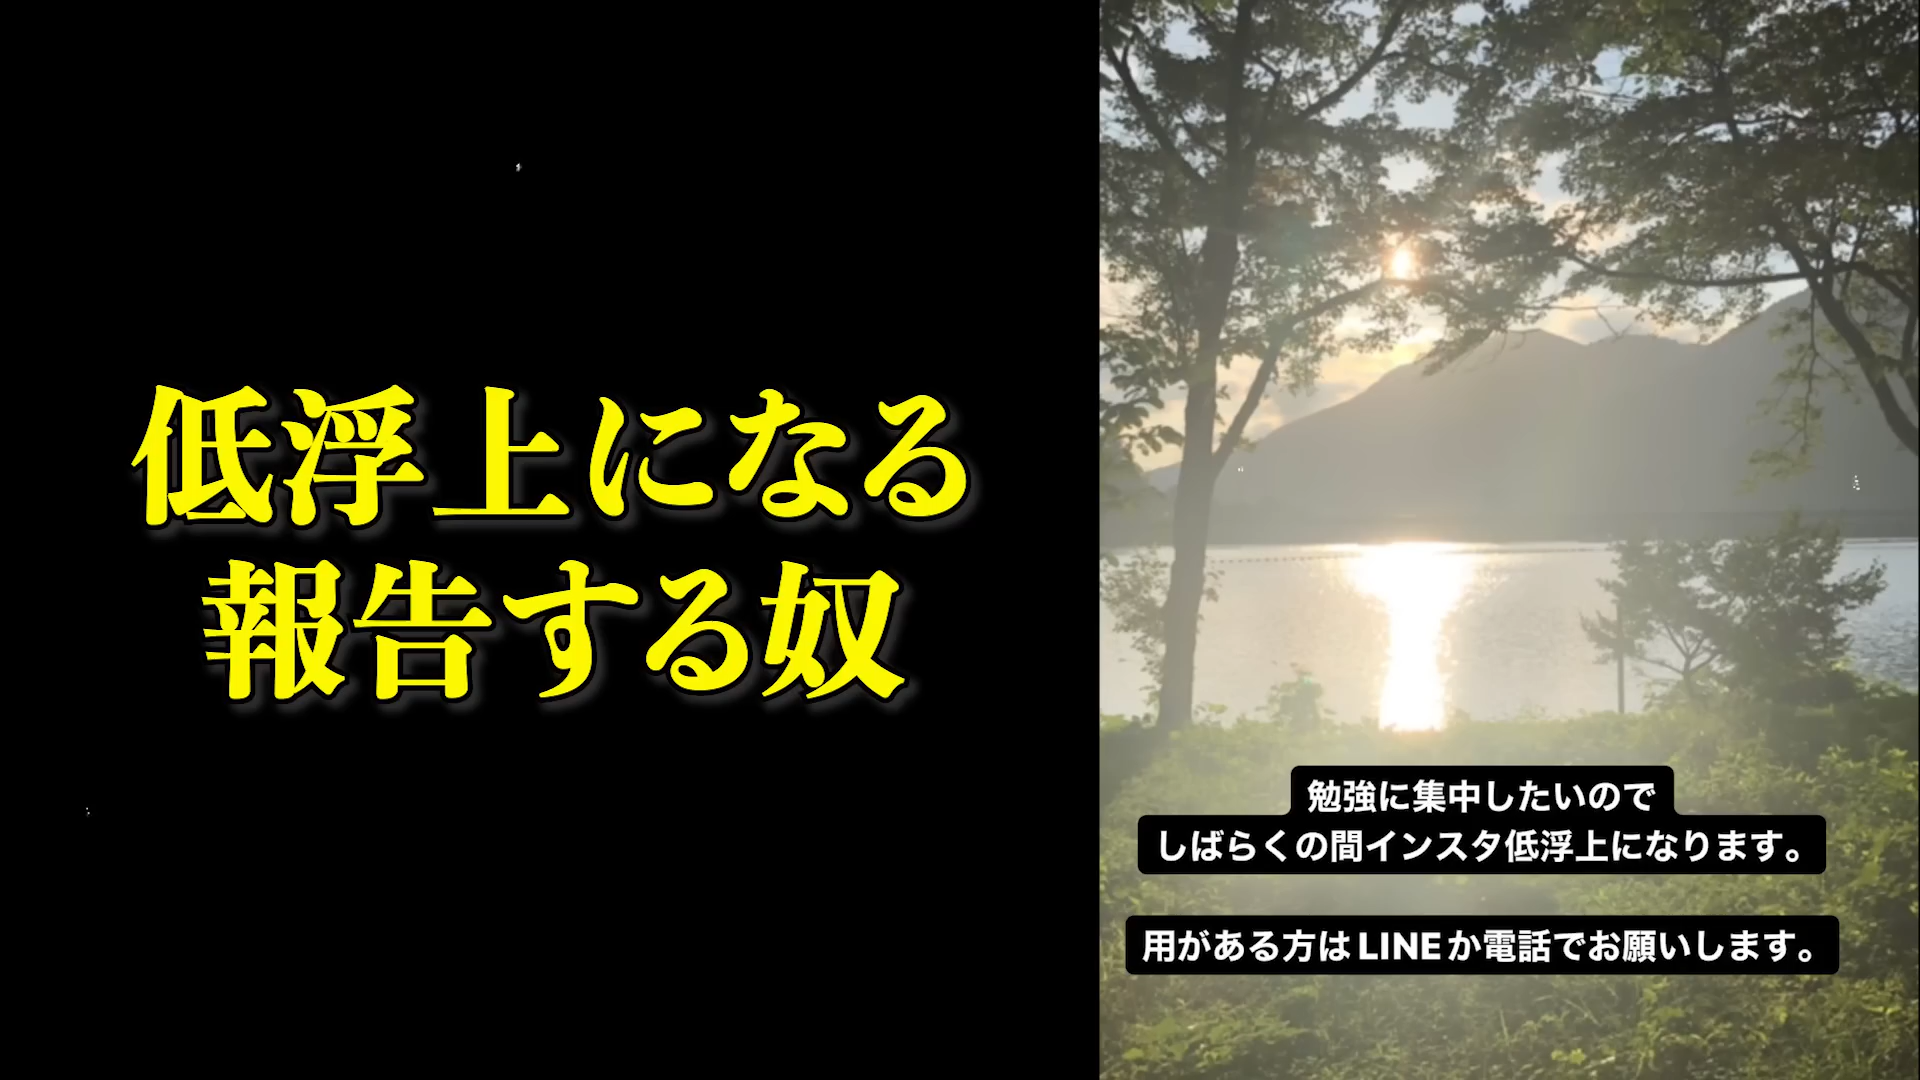 低浮上になる
報告する奴
勉強に集中したいので
しばらくの間インスタ低浮上になります。
用がある方はLINEか電話でお願いします。